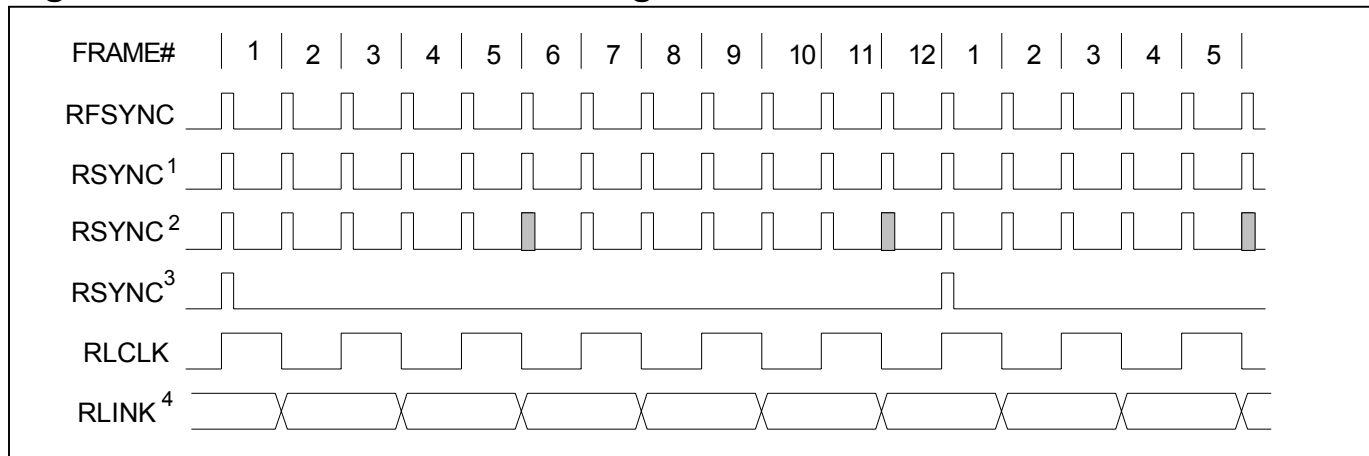 FRAME# 1 2 3 4 5 6 7 8 9 10 11 12 1 2 3 4 5
RFSYNC
RSYNC1
RSYNC2
RSYNC3
RLCLK
RLINK4